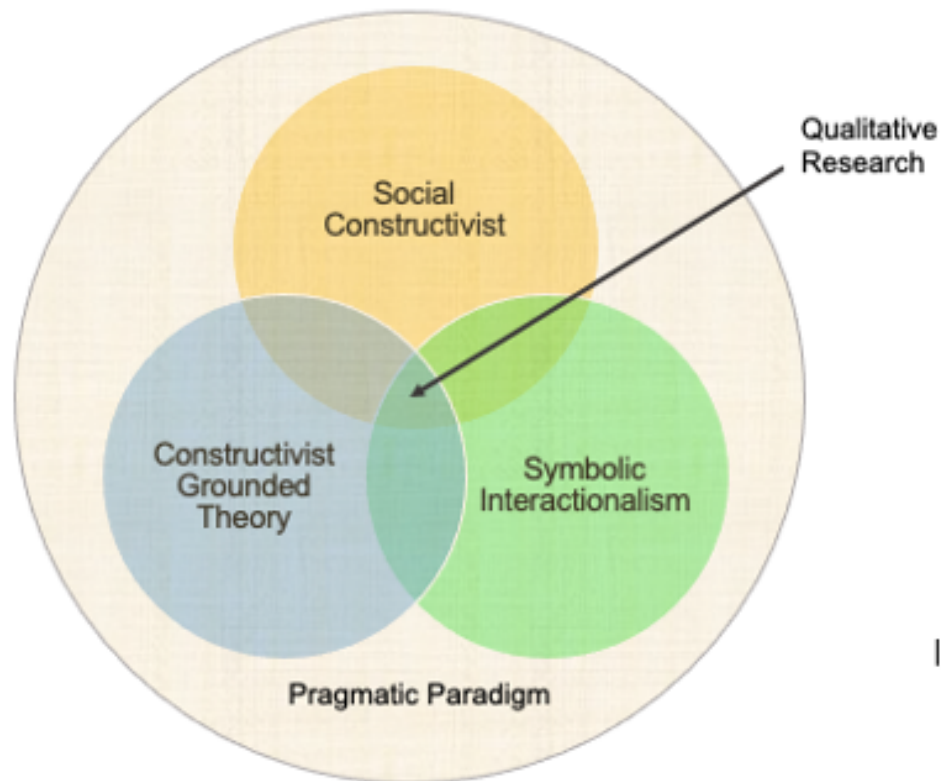 Qualitative
Research
Social
Constructivist
Constructivist
Grounded
Theory
Symbolic
Interactionalism
Pragmatic Paradigm